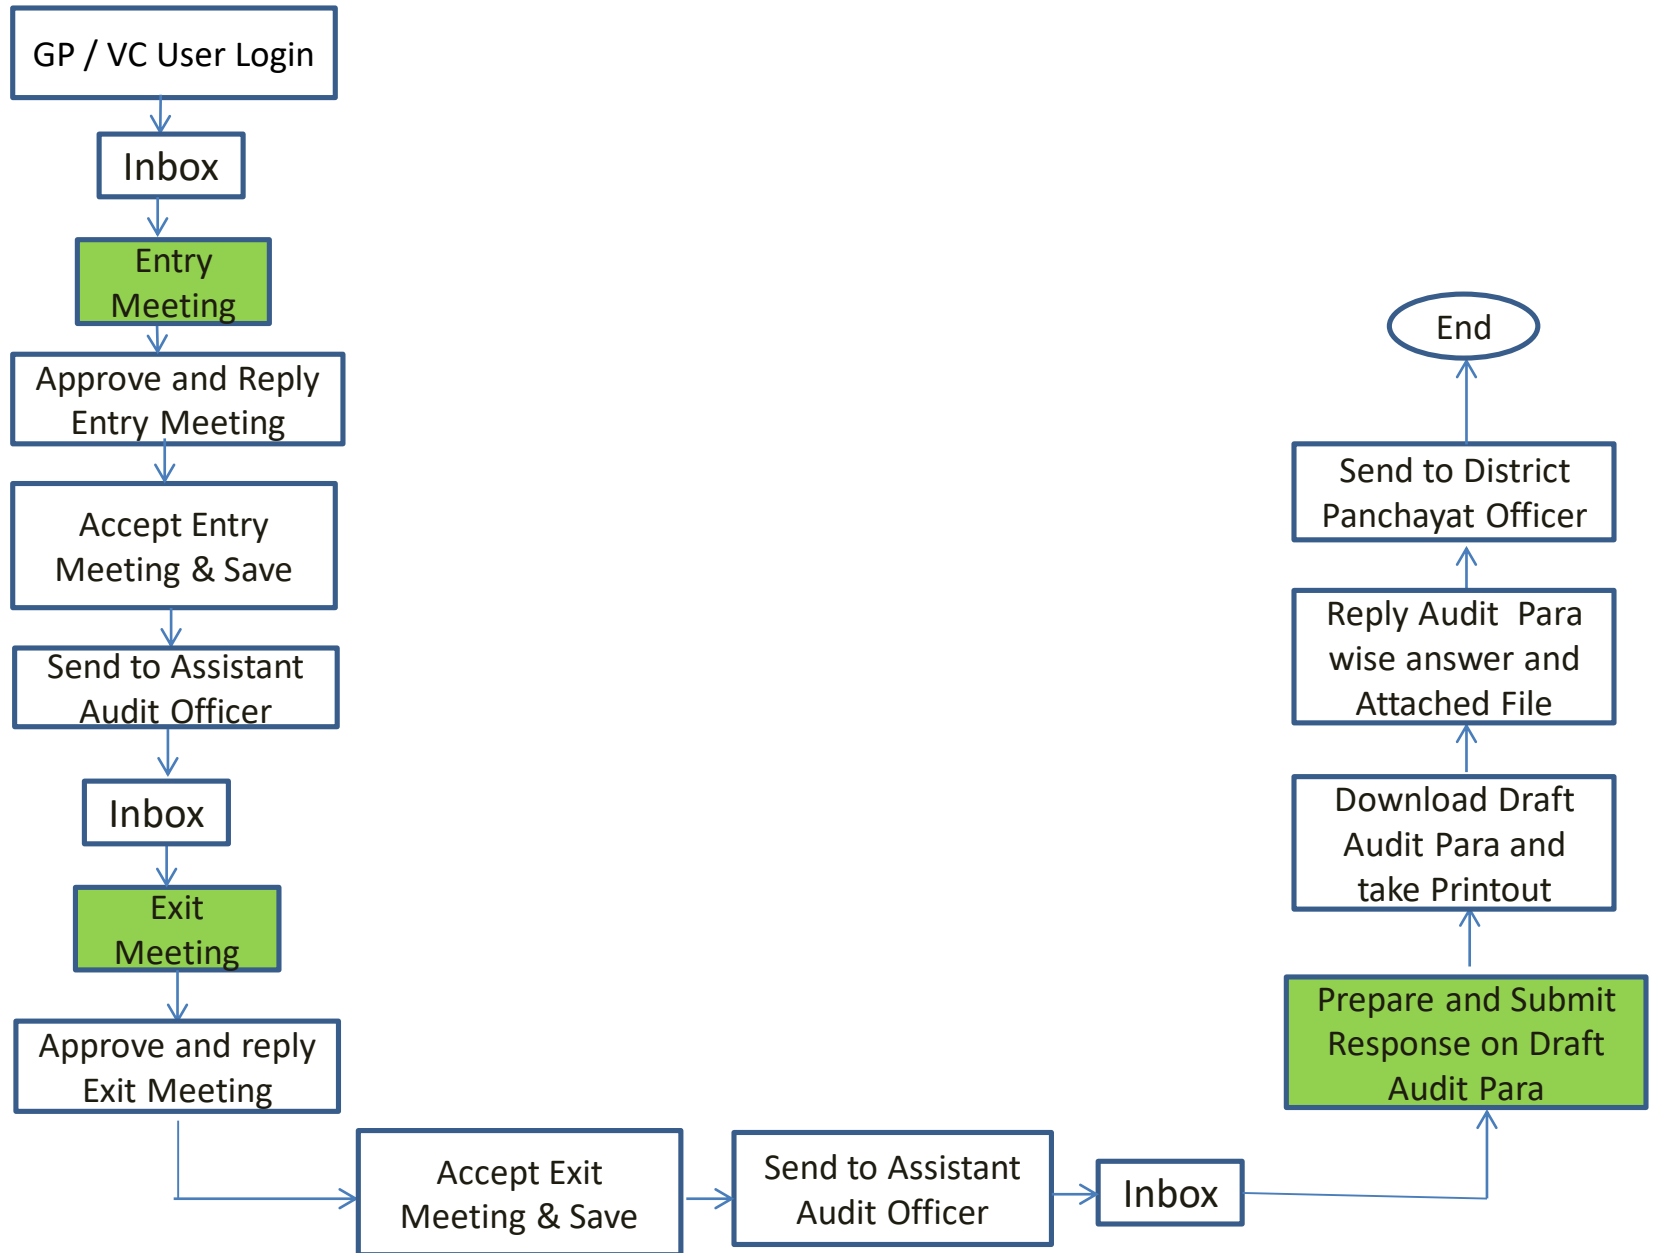 GP / VC User Login
Inbox
Entry
Meeting
Approve and Reply
Entry Meeting
Accept Entry
Meeting & Save
Send to Assistant
Audit Officer
Inbox
Exit
Meeting
Approve and reply
Exit Meeting
Accept Exit
Meeting & Save
Send to Assistant
Audit Officer
Inbox
Prepare and Submit
Response on Draft
Audit Para
Download Draft
Audit Para and
take Printout
Reply Audit Para
wise answer and
Attached File
Send to District
Panchayat Officer
End